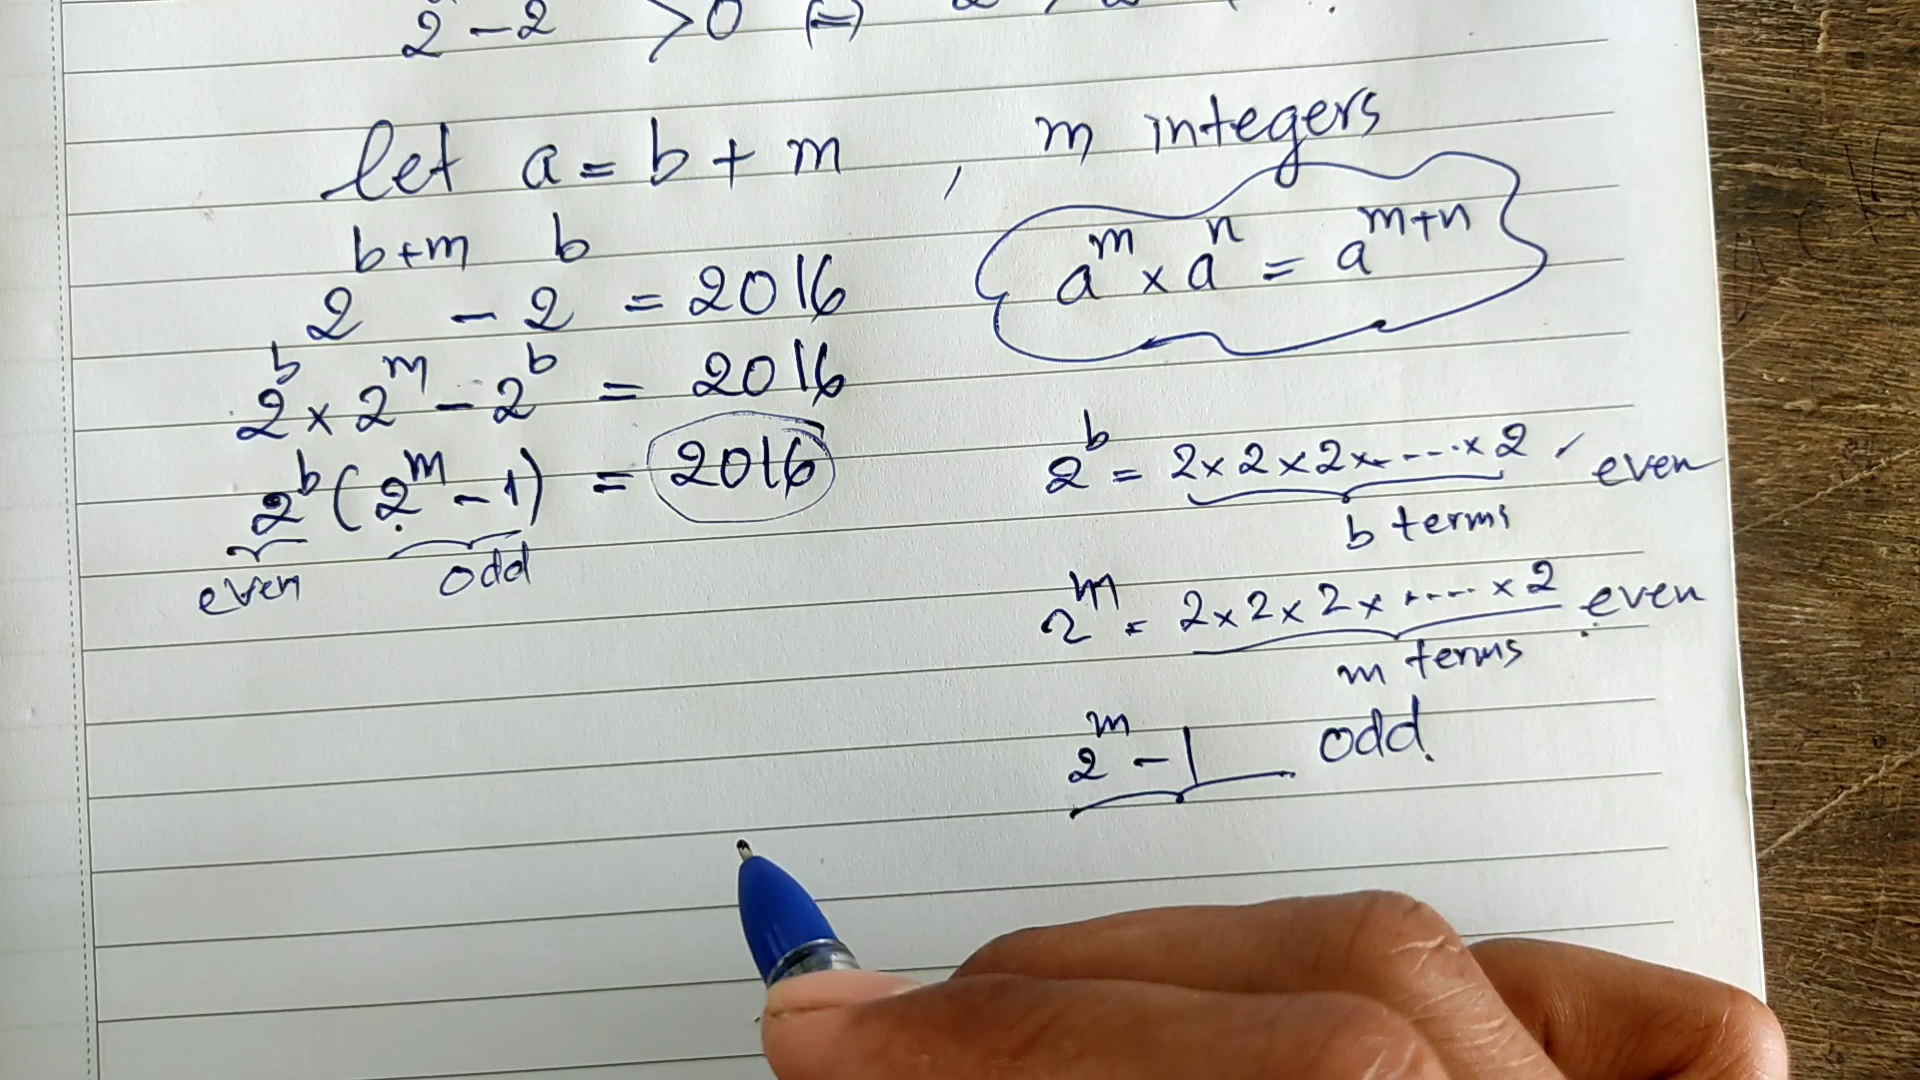 2 - 2 > 0 (=)
let a = b + m , m integers
2^{b+m} - 2^b = 2016
a^m × a^n = a^{m+n}
2^b × 2^m - 2^b = 2016
2^b (2^m - 1) = 2016
even odd
2^b = 2×2×2×----×2 even
b terms
2^m = 2×2×2×----×2 even
m terms
2^m - 1 odd.